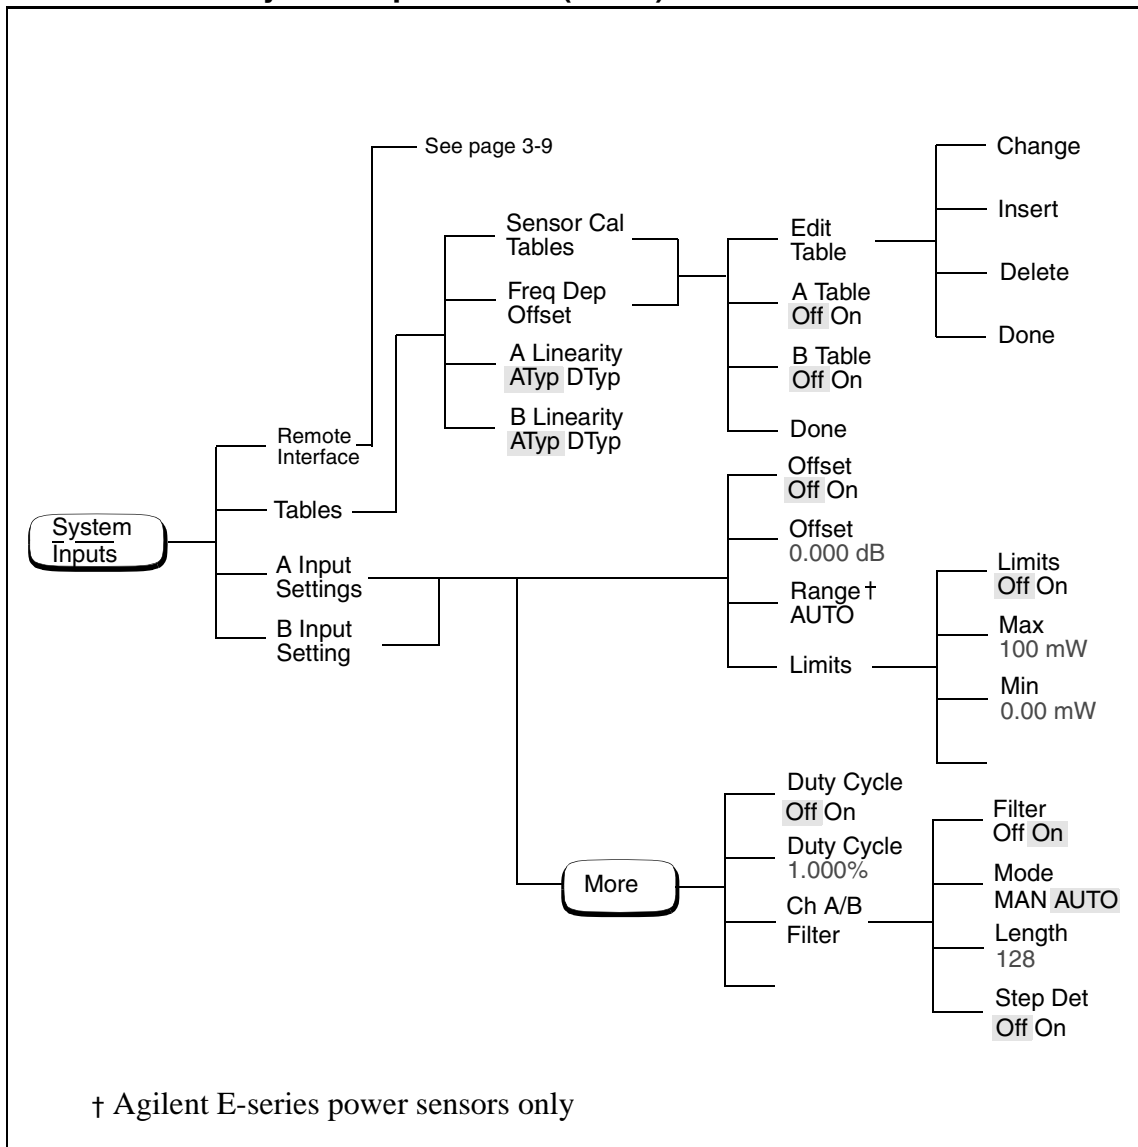 See page 3-9
Change
Insert
Delete
Done
Sensor Cal
Tables
Freq Dep
Offset
A Linearity
ATyp DTyp
B Linearity
ATyp DTyp
Edit
Table
A Table
Off On
B Table
Off On
Done
Remote
Interface
Tables
System
Inputs
A Input
Settings
B Input
Setting
Offset
Off On
Offset
0.000 dB
Range †
AUTO
Limits
Limits
Off On
Max
100 mW
Min
0.00 mW
More
Duty Cycle
Off On
Duty Cycle
1.000%
Ch A/B
Filter
Filter
Off On
Mode
MAN AUTO
Length
128
Step Det
Off On
† Agilent E-series power sensors only